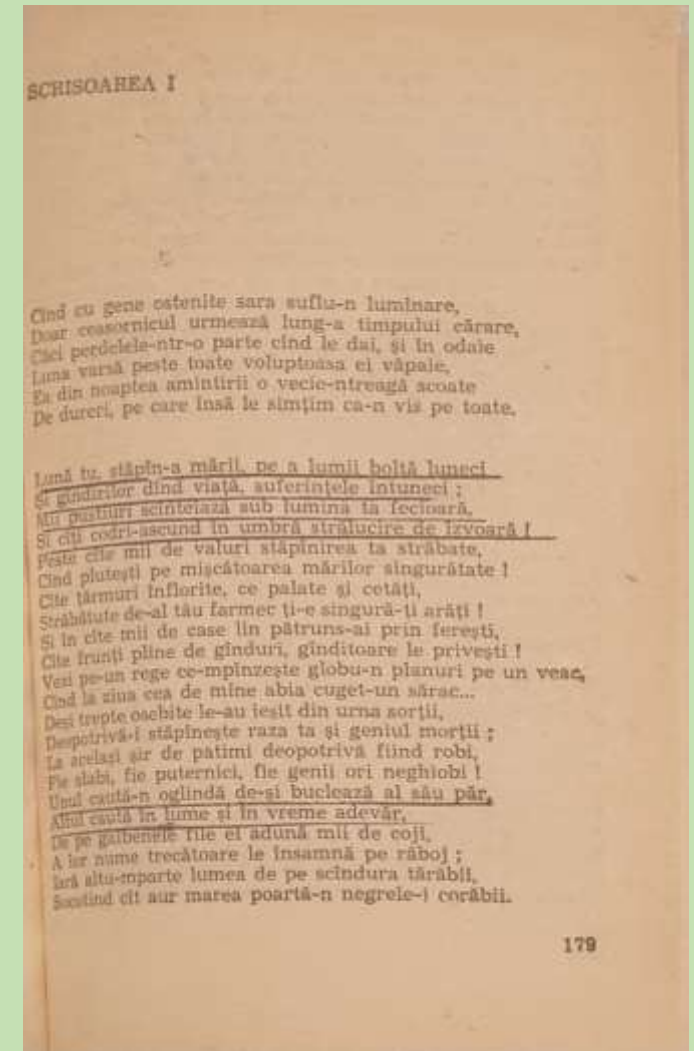 SCRISOAREA I
Cînd cu gene ostenite sara suflu-n luminare,
Doar ceasornicul urmează lung-a timpului cărare,
Căci perdelele-ntr-o parte cînd le dai, și în odaie
Luna varsă peste toate voluptoasa ei văpaie,
Ea din noaptea amintirii o vecie-ntreagă scoate
De dureri, pe care însă le simțim ca-n vis pe toate.
Lună tu, stăpîn-a mării, pe a lumii boltă luneci
Și gîndirilor dînd viață, suferințele întuneci ;
Mii pustiuri scînteiază sub lumina ta fecioară,
Și cîți codri-ascund în umbră strălucire de izvoară !
Peste cîte mii de valuri stăpînirea ta străbate,
Cînd plutești pe mișcătoarea mărilor singurătate !
Cîte țărmuri înflorite, ce palate și cetăți,
Străbătute de-al tău farmec ți-e singură-ți arăți !
Și în cîte mii de case lin pătruns-ai prin ferești,
Cîte frunți pline de gînduri, gînditoare le privești !
Vezi pe-un rege ce-mpînzește globu-n planuri pe un veac,
Cînd la ziua cea de mîne abia cuget-un sărac...
Deși trepte osebite le-au ieșit din urna sorții,
Deopotrivă-i stăpînește raza ta și geniul morții ;
La același șir de patimi deopotrivă fiind robi,
Fie slabi, fie puternici, fie genii ori neghiobi !
Unul caută-n oglindă de-și buclează al său păr,
Altul caută în lume și în vreme adevăr,
De pe galbenele file el adună mii de coji,
A lor nume trecătoare le însamnă pe răboj ;
Iară altu-mparte lumea de pe scîndura tărăbii,
Socotind cît aur marea poartă-n negrele-i corăbii.
179